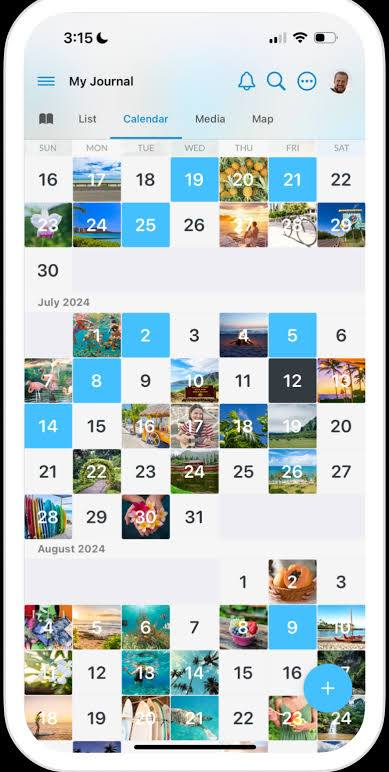 3:15
My Journal
List Calendar Media Map
SUN MON TUE WED THU FRI SAT
16 17 18 19 20 21 22
23 24 25 26 27 28 29
30
July 2024
1 2 3 4 5 6
7 8 9 10 11 12 13
14 15 16 17 18 19 20
21 22 23 24 25 26 27
28 29 30 31
August 2024
1 2 3
4 5 6 7 8 9 10
11 12 13 14 15 16 17
18 19 20 21 22 23 24